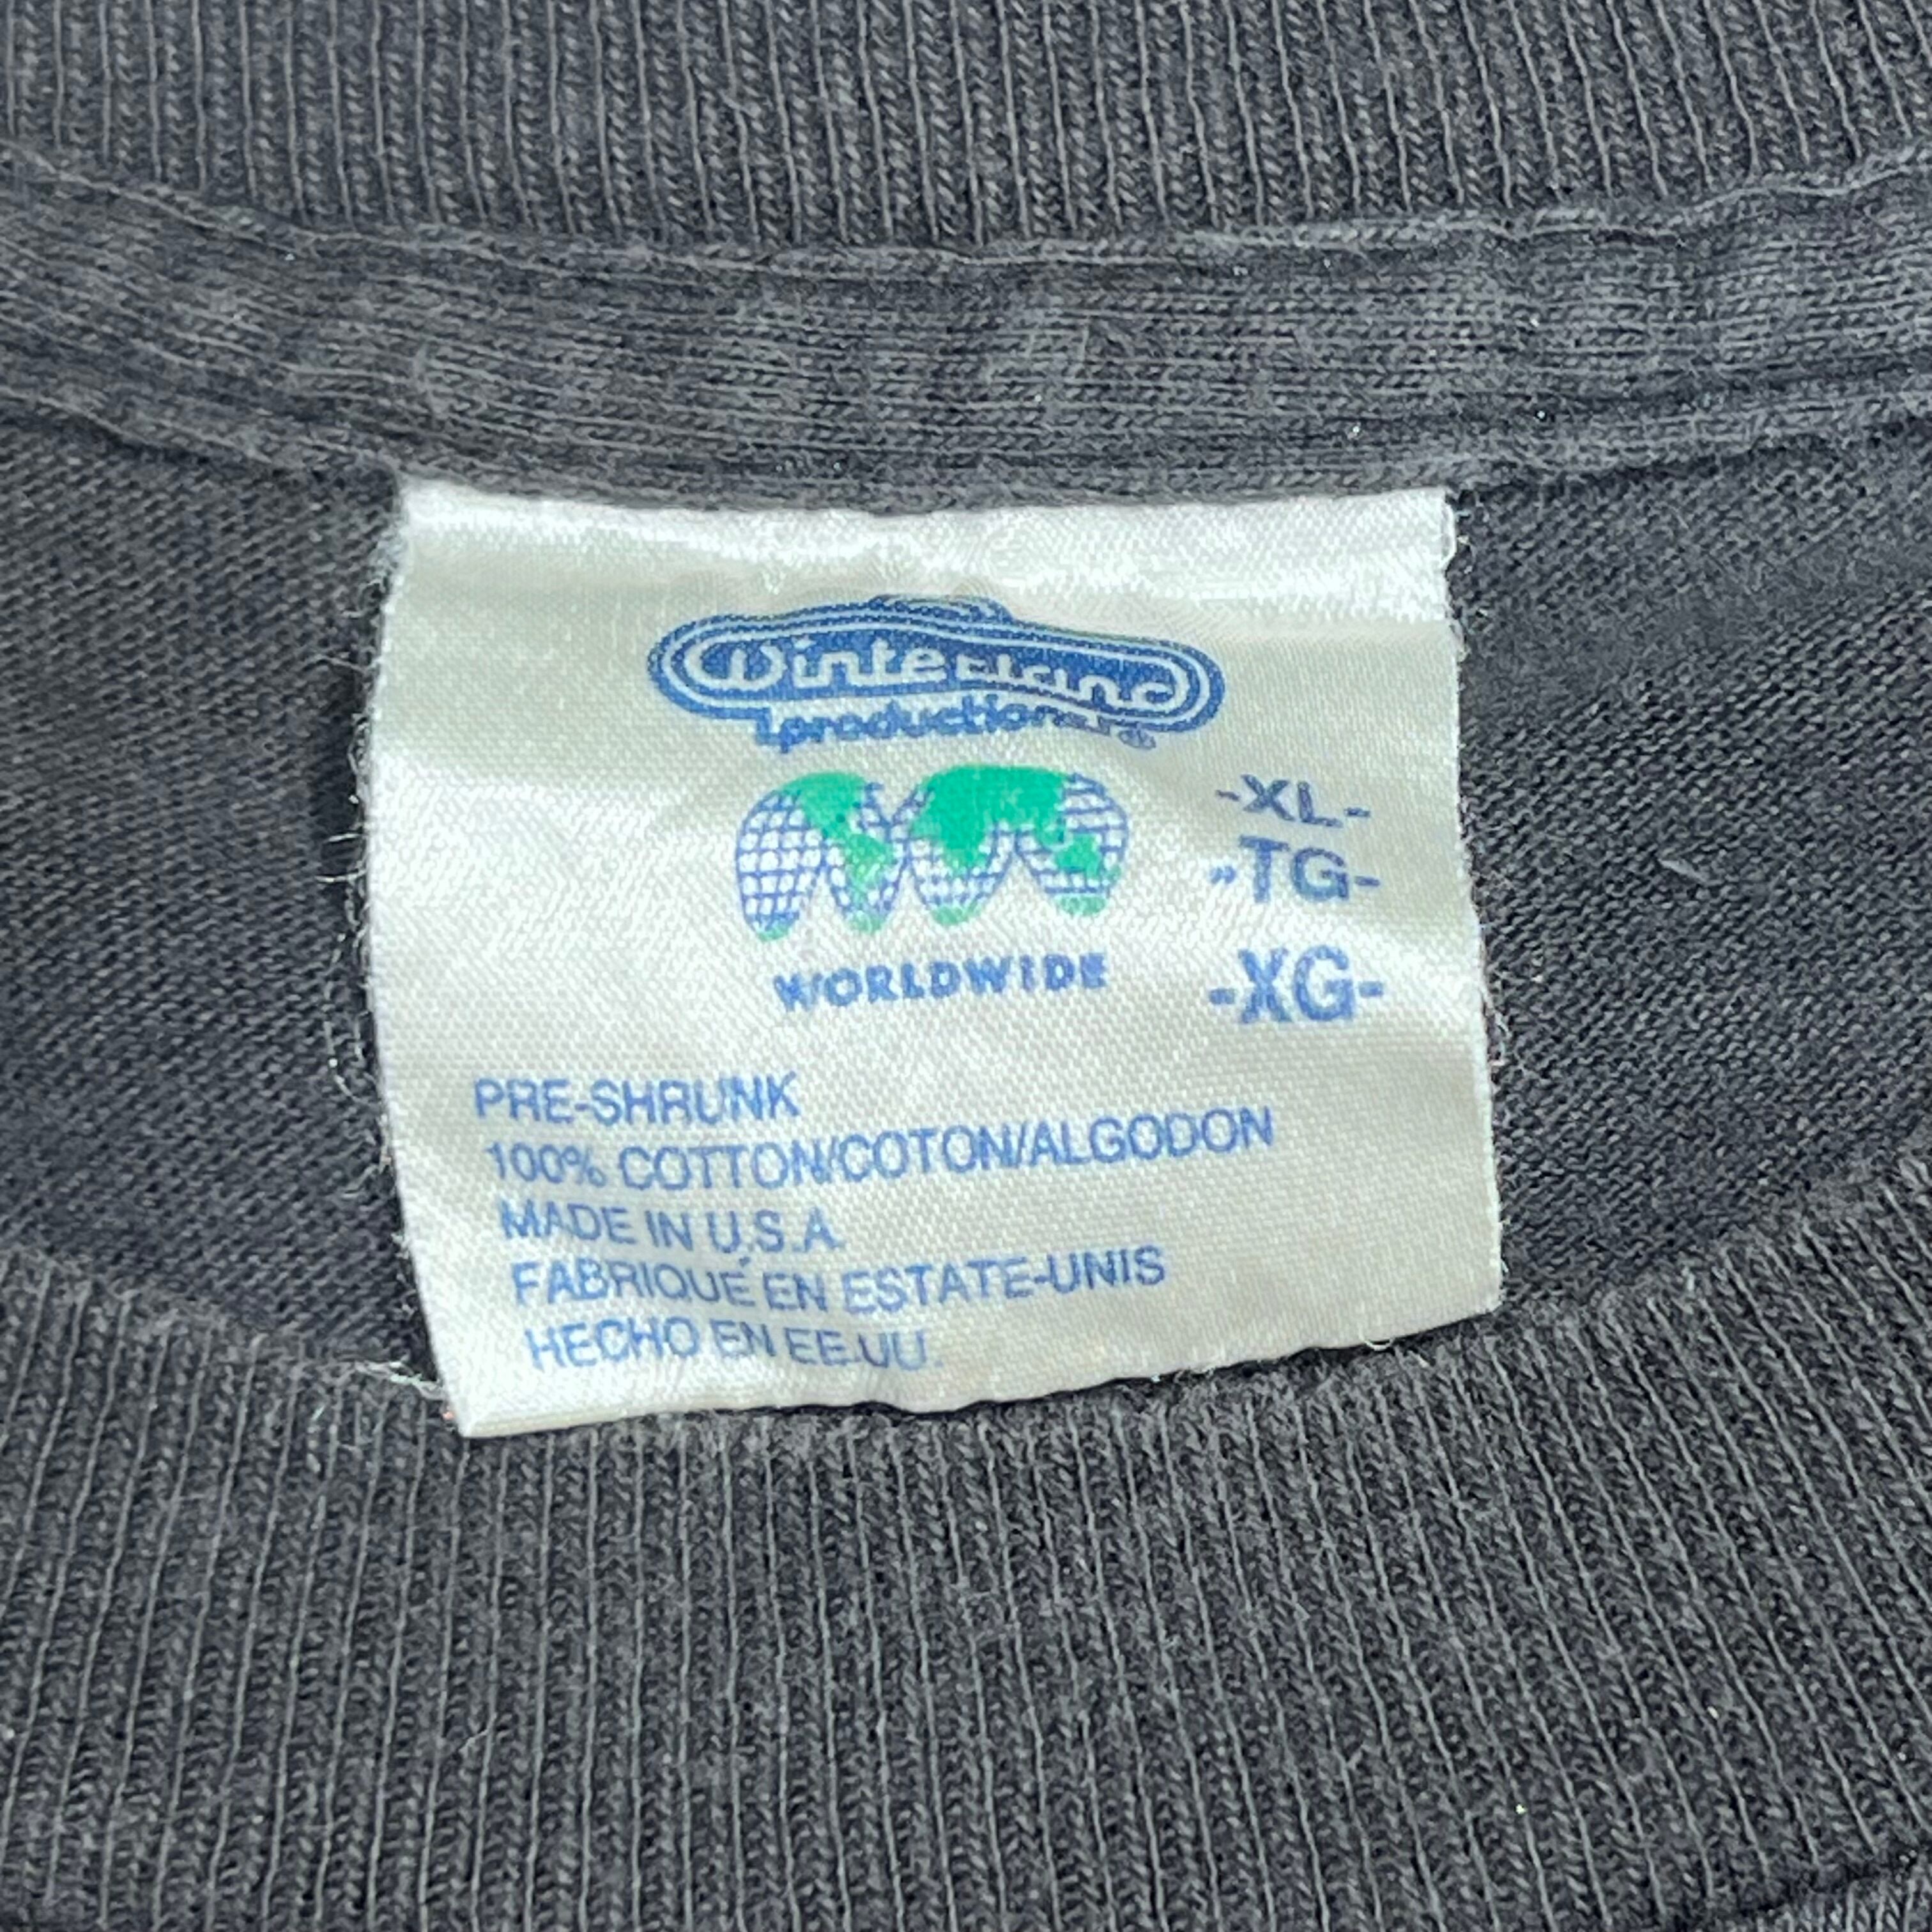 Winterland
productions®
-XL-
-TG-
-XG-
WORLDWIDE
PRE-SHRUNK
100% COTTON/COTON/ALGODON
MADE IN U.S.A.
FABRIQUÉ EN ESTATE-UNIS
HECHO EN EE.UU.